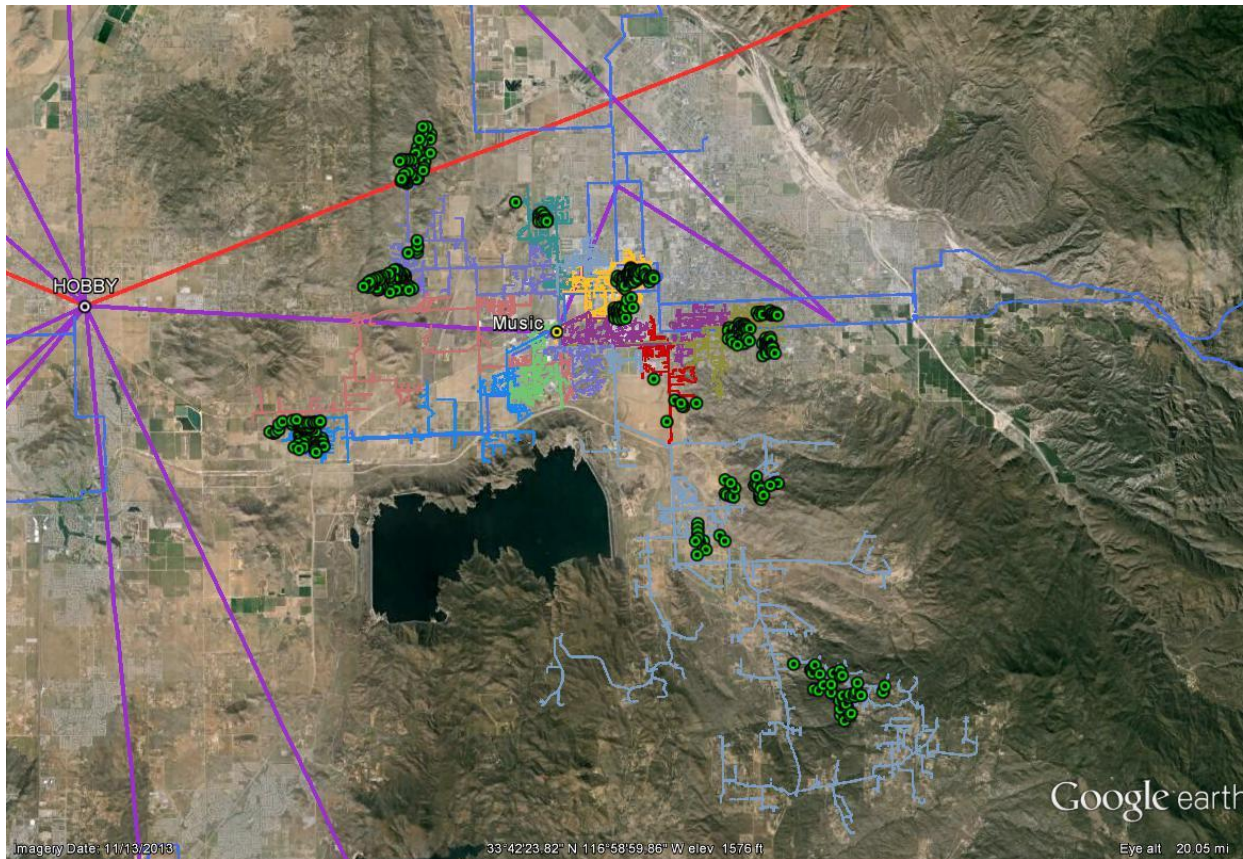 HOBBY
Music
Google earth
Imagery Date: 11/13/2013 33°42'23.82" N 116°58'59.86" W elev 1576 ft Eye alt 20.05 mi